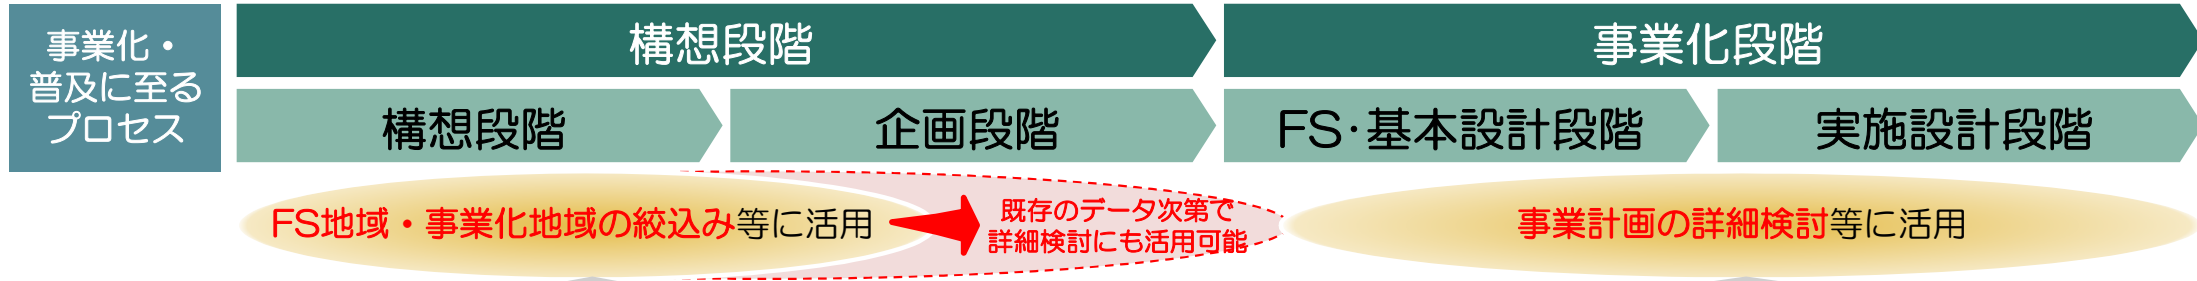 事業化・
普及に至る
プロセス
構想段階
事業化段階
構想段階
企画段階
FS・基本設計段階
実施設計段階
FS地域・事業化地域の絞込み等に活用
既存のデータ次第で
詳細検討にも活用可能
事業計画の詳細検討等に活用